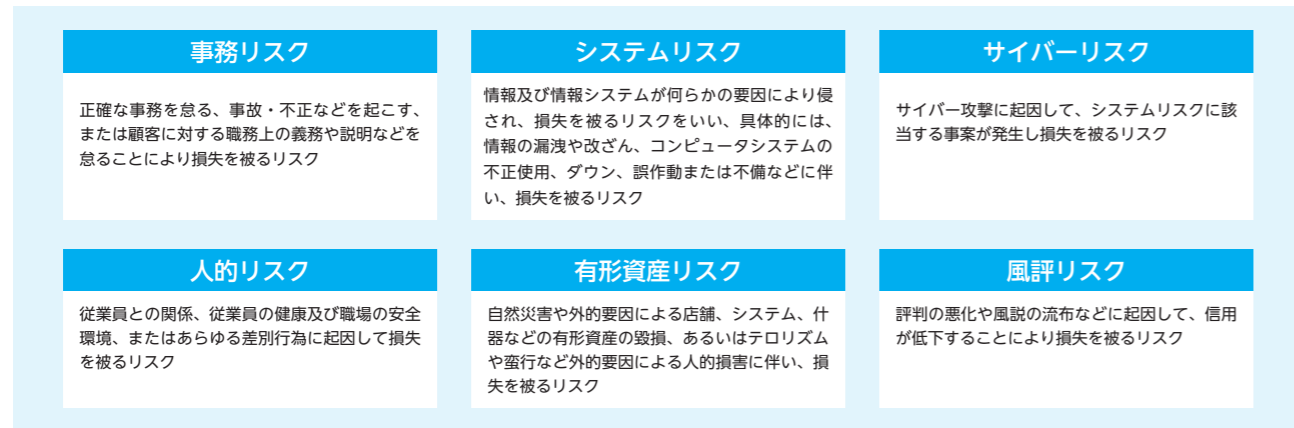 事務リスク
正確な事務を怠る、事故・不正などを起こす、
または顧客に対する職務上の義務や説明などを
怠ることにより損失を被るリスク
システムリスク
情報及び情報システムが何らかの要因により侵
され、損失を被るリスクをいい、具体的には、
情報の漏洩や改ざん、コンピュータシステムの
不正使用、ダウン、誤作動または不備などに伴
い、損失を被るリスク
サイバーリスク
サイバー攻撃に起因して、システムリスクに該
当する事案が発生し損失を被るリスク
人的リスク
従業員との関係、従業員の健康及び職場の安全
環境、またはあらゆる差別行為に起因して損失
を被るリスク
有形資産リスク
自然災害や外的要因による店舗、システム、什
器などの有形資産の毀損、あるいはテロリズム
や蛮行など外的要因による人的損害に伴い、損
失を被るリスク
風評リスク
評判の悪化や風説の流布などに起因して、信用
が低下することにより損失を被るリスク